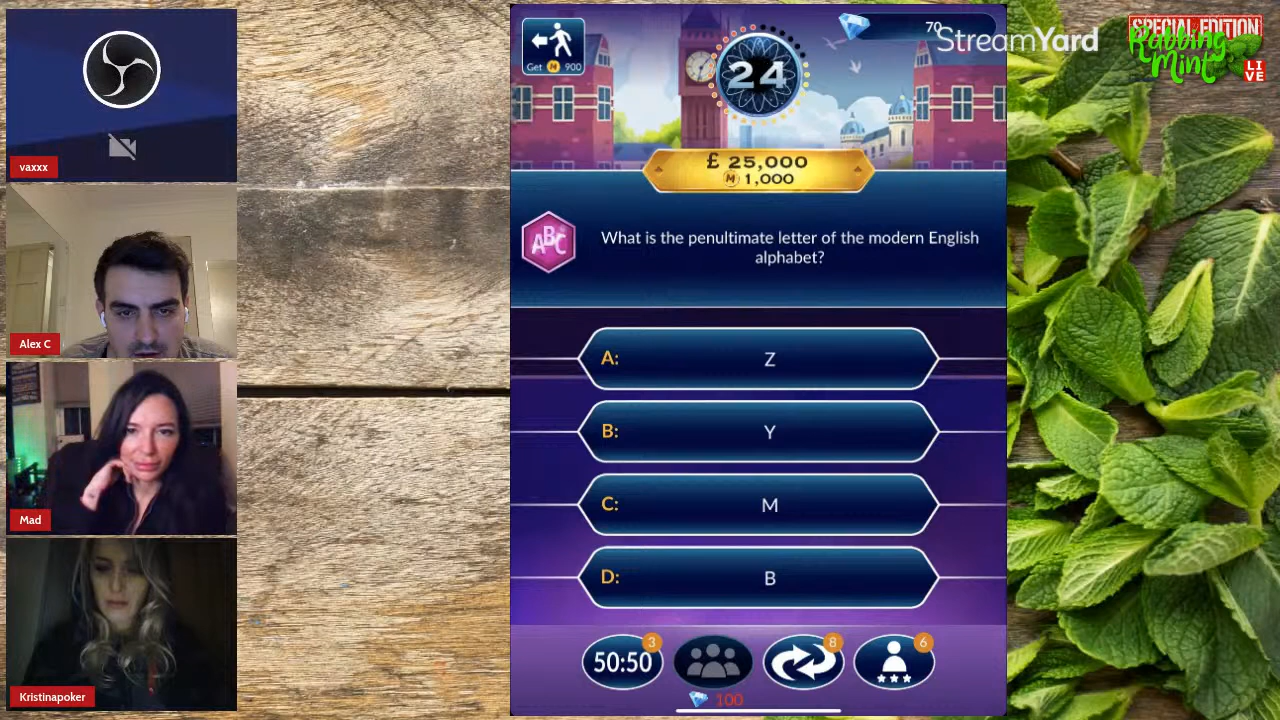 vaxxx
Alex C
Mad
Kristinapoker
Get M 900
24
70
StreamYard
SPECIAL EDITION
Rabbing
Mint
LIVE
£ 25,000
M 1,000
ABC
What is the penultimate letter of the modern English
alphabet?
A: Z
B: Y
C: M
D: B
50:50
3
8
6
100